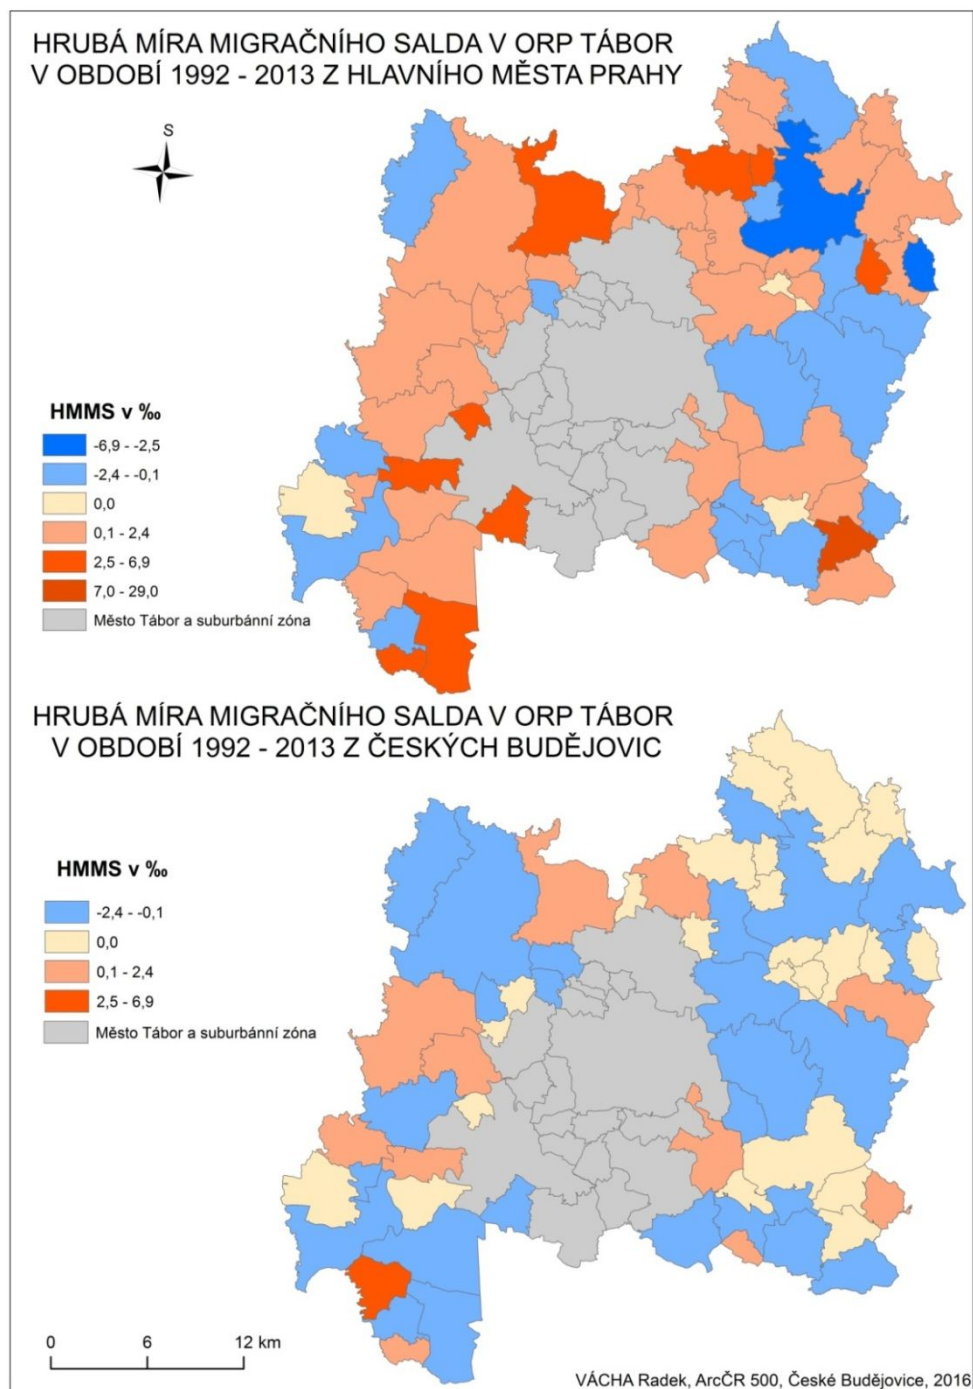 HRUBÁ MÍRA MIGRAČNÍHO SALDA V ORP TÁBOR
V OBDOBÍ 1992 - 2013 Z HLAVNÍHO MĚSTA PRAHY
S
HMMS v ‰
-6,9 - -2,5
-2,4 - -0,1
0,0
0,1 - 2,4
2,5 - 6,9
7,0 - 29,0
Město Tábor a suburbánní zóna
HRUBÁ MÍRA MIGRAČNÍHO SALDA V ORP TÁBOR
V OBDOBÍ 1992 - 2013 Z ČESKÝCH BUDĚJOVIC
HMMS v ‰
-2,4 - -0,1
0,0
0,1 - 2,4
2,5 - 6,9
Město Tábor a suburbánní zóna
0 6 12 km
VÁCHA Radek, ArcČR 500, České Budějovice, 2016